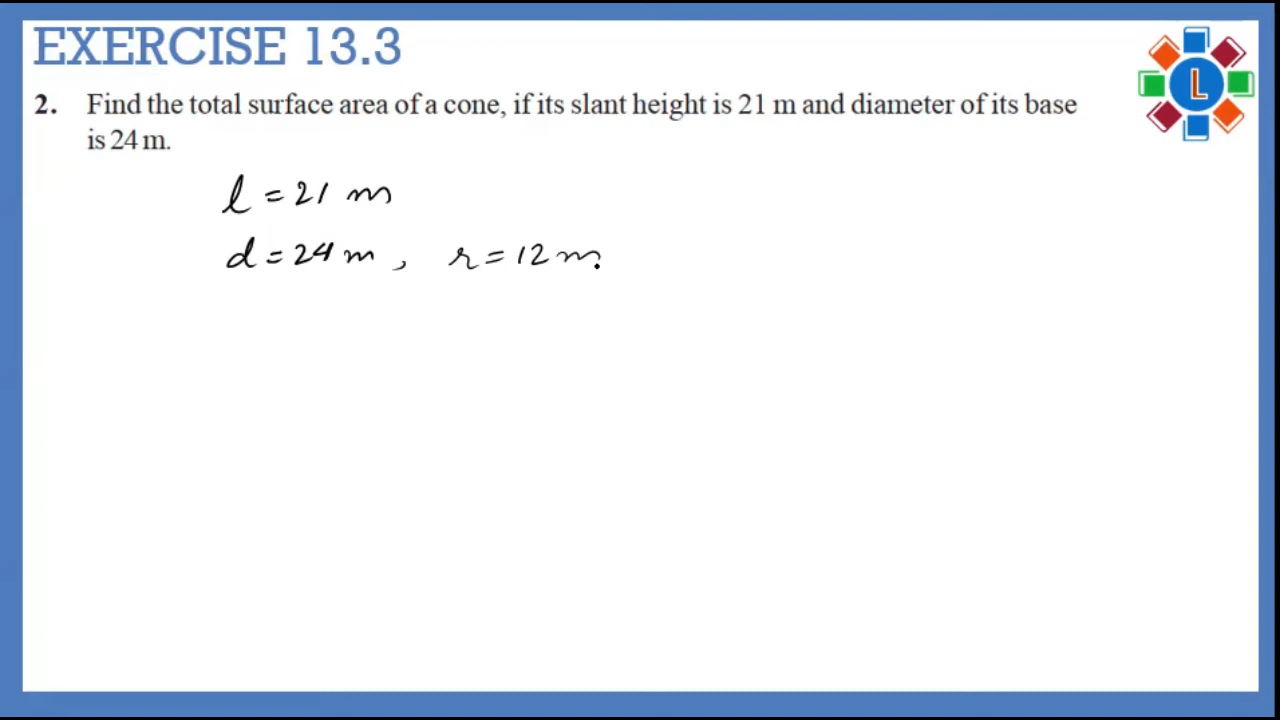 EXERCISE 13.3
L
2. Find the total surface area of a cone, if its slant height is 21 m and diameter of its base
is 24 m.
l = 21 m
d = 24 m , r = 12 m